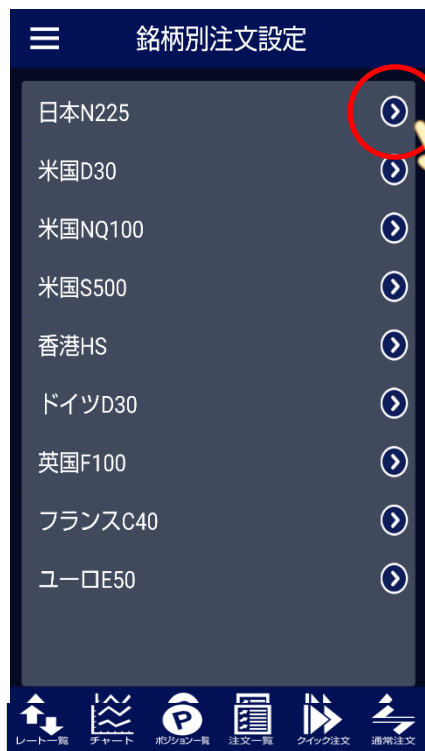 銘柄別注文設定
日本N225
米国D30
米国NQ100
米国S500
香港HS
ドイツD30
英国F100
フランスC40
ユーロE50
レート一覧 チャート ポジション一覧 注文一覧 クイック注文 通常注文